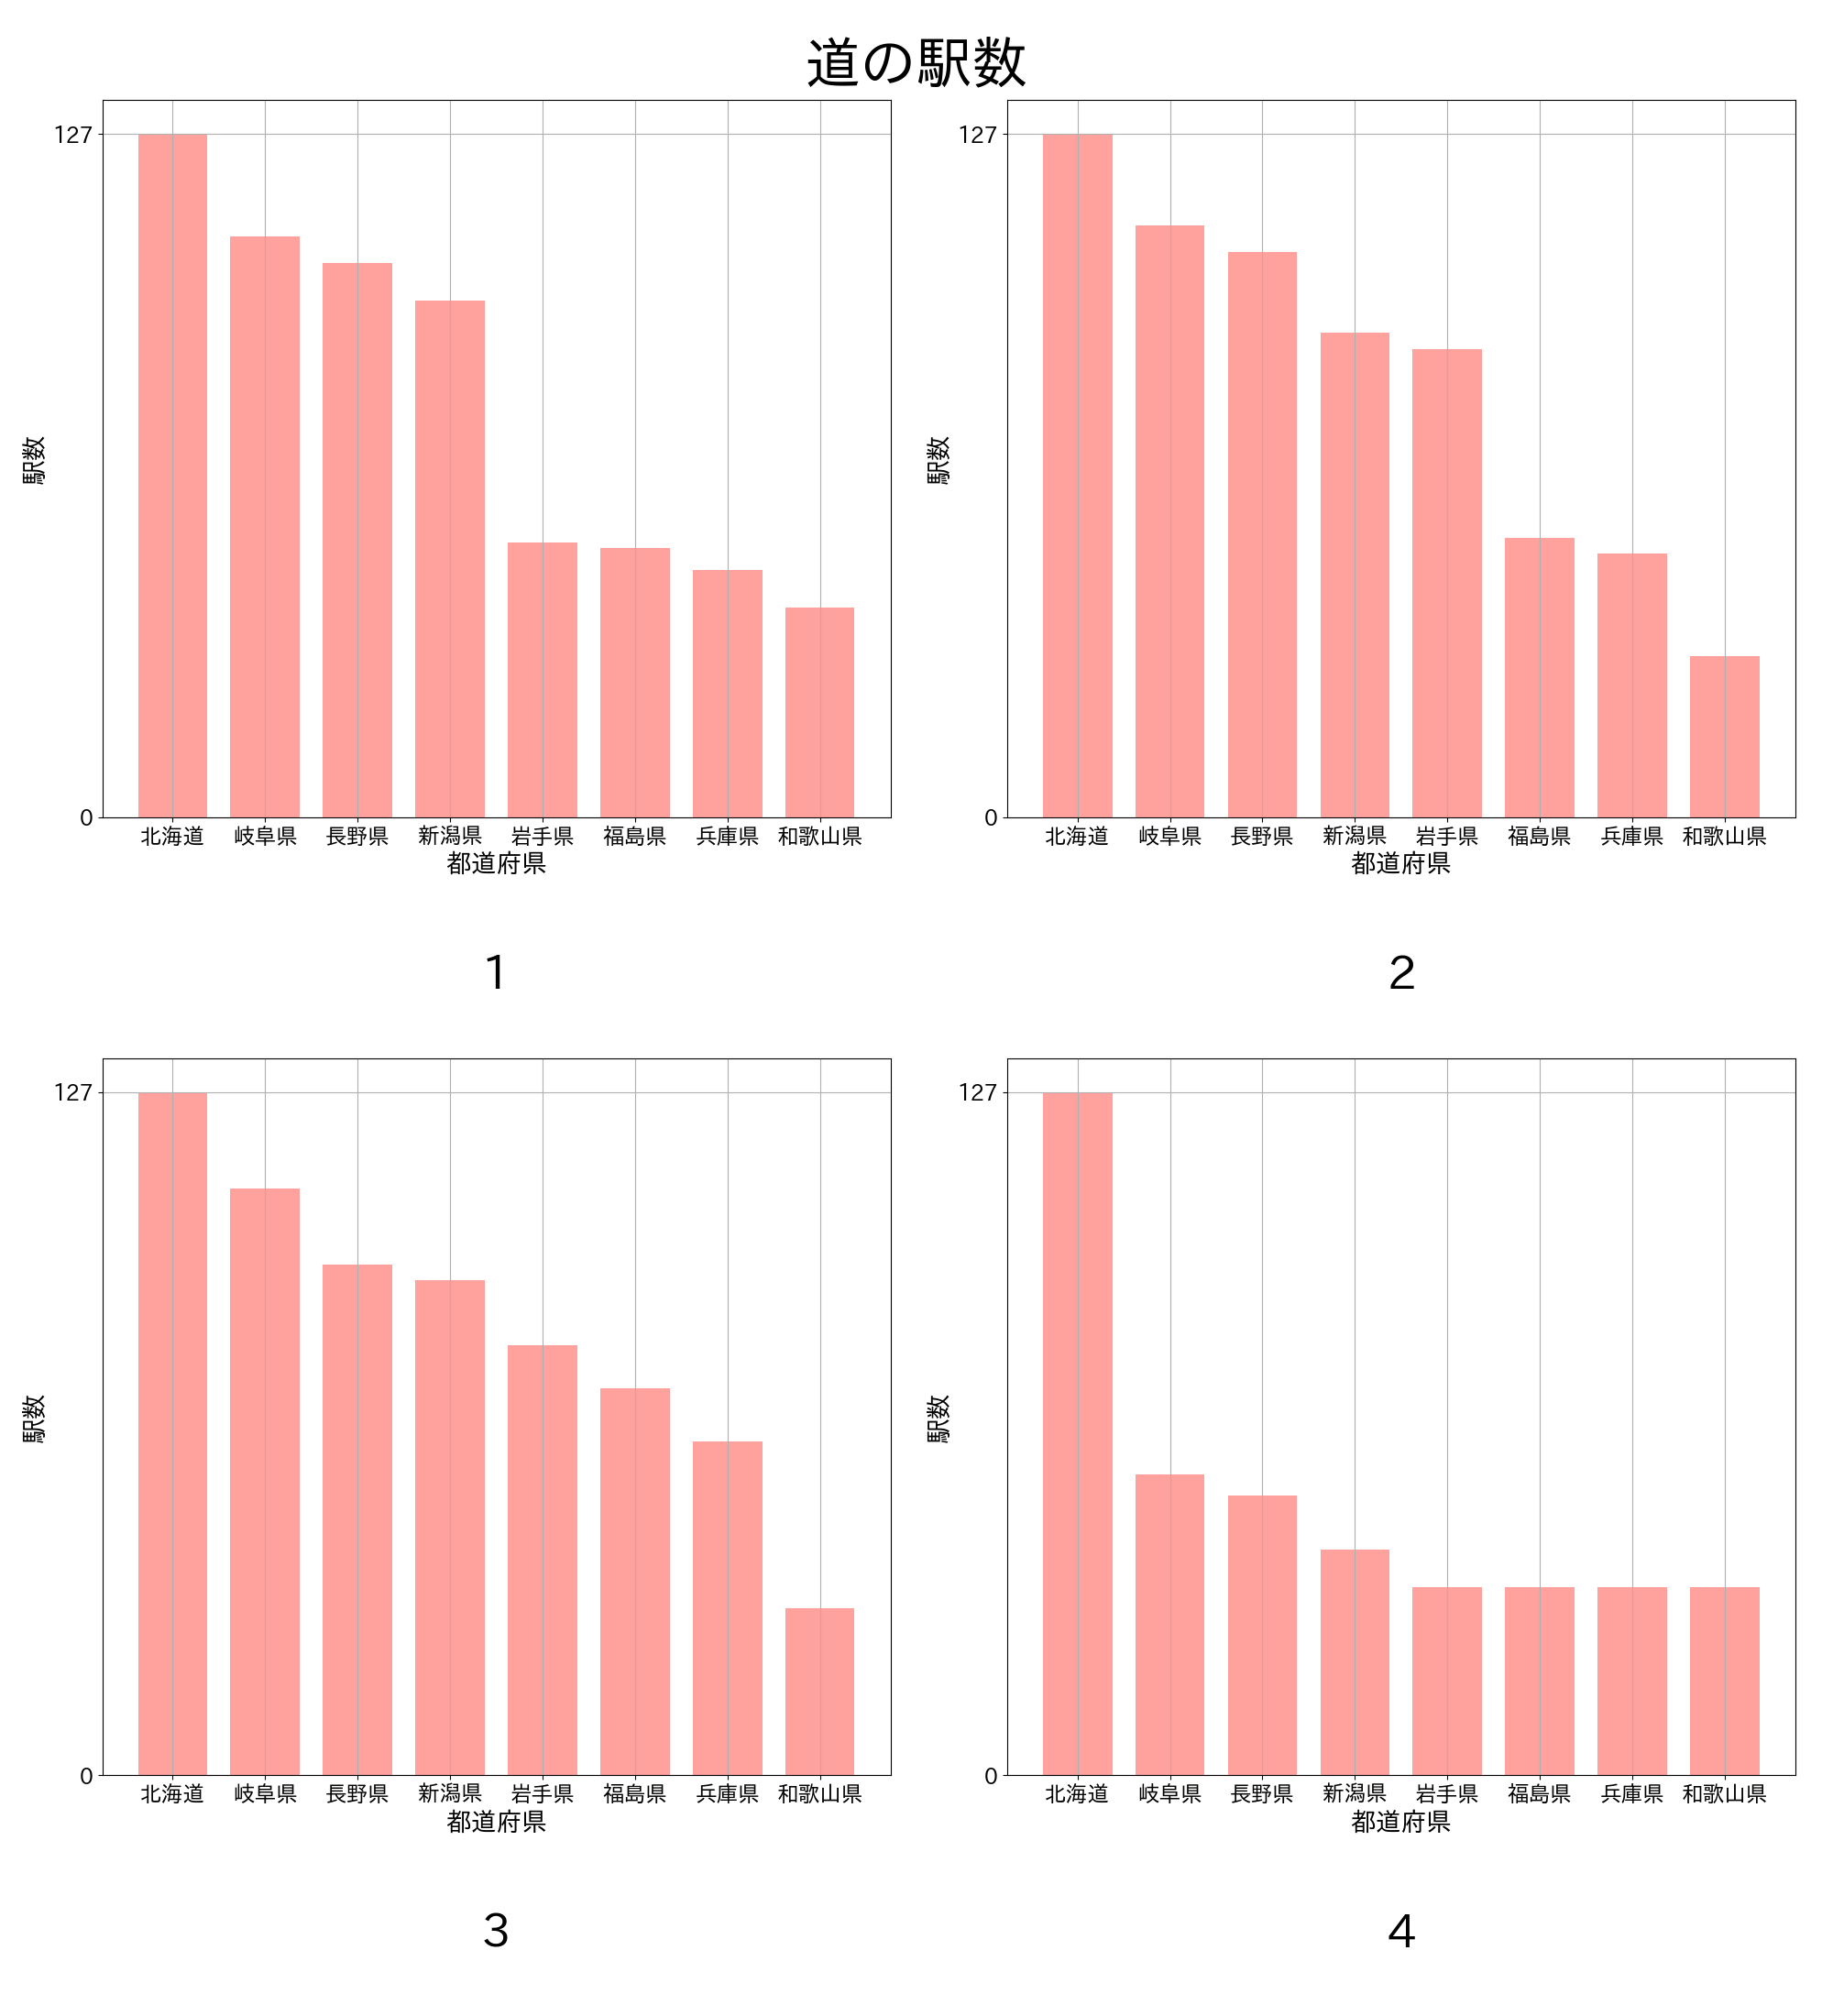 道の駅数
127
0
駅数
北海道 岐阜県 長野県 新潟県 岩手県 福島県 兵庫県 和歌山県
都道府県
1
127
0
駅数
北海道 岐阜県 長野県 新潟県 岩手県 福島県 兵庫県 和歌山県
都道府県
2
127
0
駅数
北海道 岐阜県 長野県 新潟県 岩手県 福島県 兵庫県 和歌山県
都道府県
3
127
0
駅数
北海道 岐阜県 長野県 新潟県 岩手県 福島県 兵庫県 和歌山県
都道府県
4